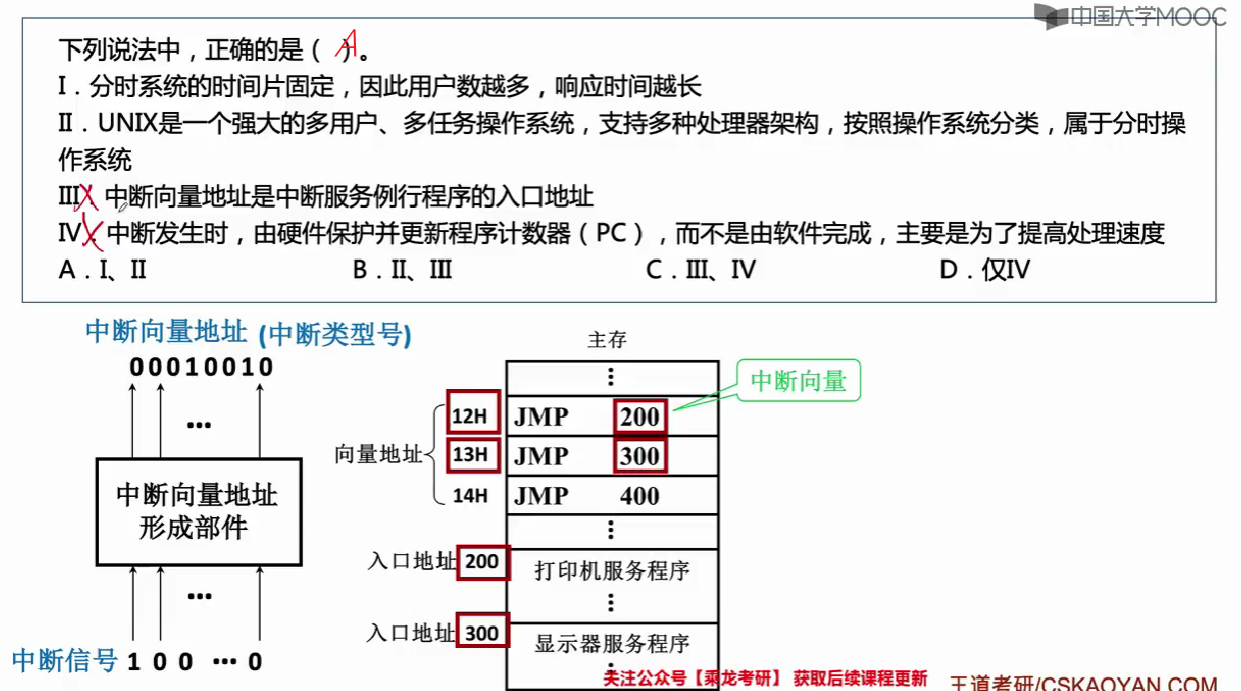 中国大学MOOC
下列说法中，正确的是（ A ）。
I．分时系统的时间片固定，因此用户数越多，响应时间越长
II．UNIX是一个强大的多用户、多任务操作系统，支持多种处理器架构，按照操作系统分类，属于分时操
作系统
III．中断向量地址是中断服务例行程序的入口地址
IV．中断发生时，由硬件保护并更新程序计数器（PC），而不是由软件完成，主要是为了提高处理速度
A．I、II B．II、III C．III、IV D．仅IV
中断向量地址 (中断类型号)
00010010
...
中断向量地址
形成部件
...
中断信号 1 0 0 ... 0
主存
⋮
中断向量
12H JMP 200
向量地址 13H JMP 300
14H JMP 400
⋮
入口地址 200 打印机服务程序
⋮
入口地址 300 显示器服务程序
关注公众号【乘龙考研】 获取后续课程更新
王道考研/CSKAOYAN.COM